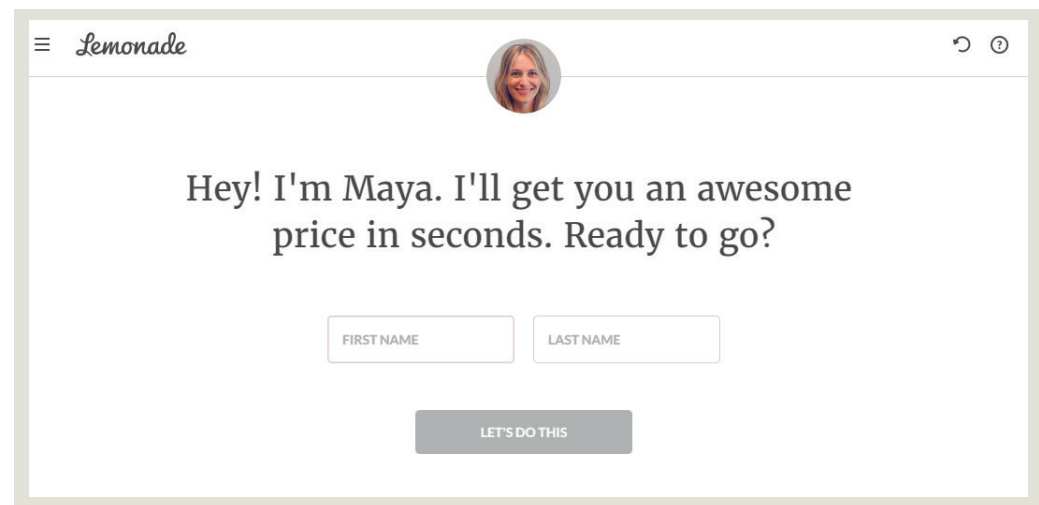 Lemonade
Hey! I'm Maya. I'll get you an awesome
price in seconds. Ready to go?
FIRST NAME
LAST NAME
LET'S DO THIS